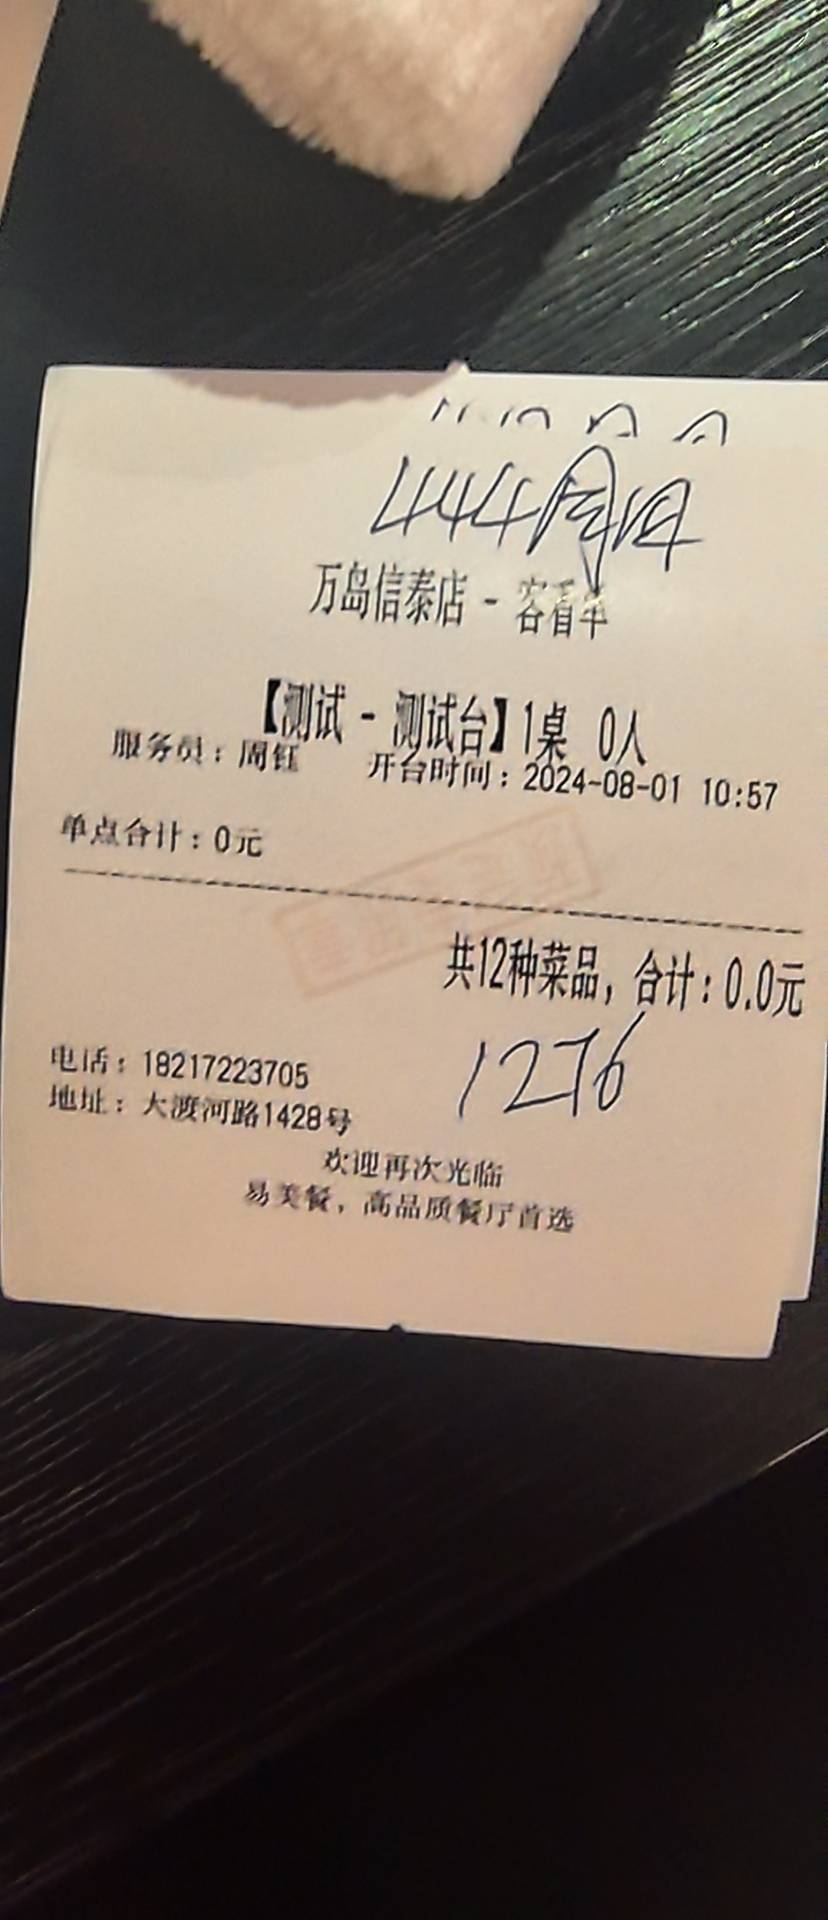 444周钰
万岛信泰店 - 客看单
【测试 - 测试台】1桌 0人
服务员：周钰 开台时间：2024-08-01 10:57
单点合计：0元
共12种菜品，合计：0.0元
1276
电话：18217223705
地址：大渡河路1428号
欢迎再次光临
易美餐，高品质餐厅首选